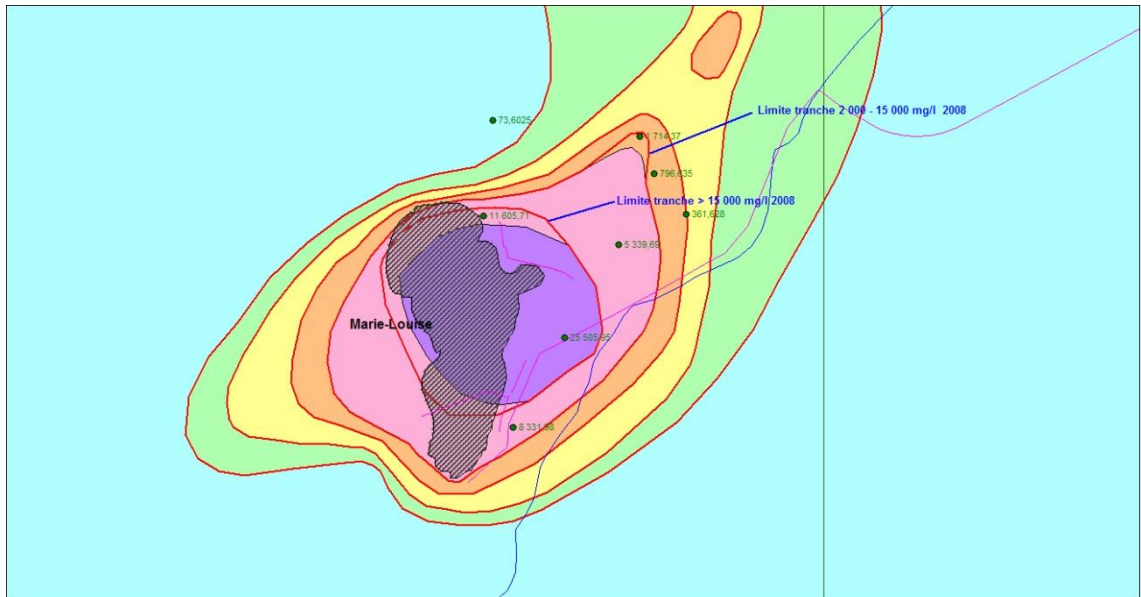 Limite tranche 2 000 - 15 000 mg/l 2008
73,6025
1 714,37
796,635
Limite tranche > 15 000 mg/l 2008
11 605,71
361,628
5 339,69
Marie-Louise
25 505,95
8 331,98